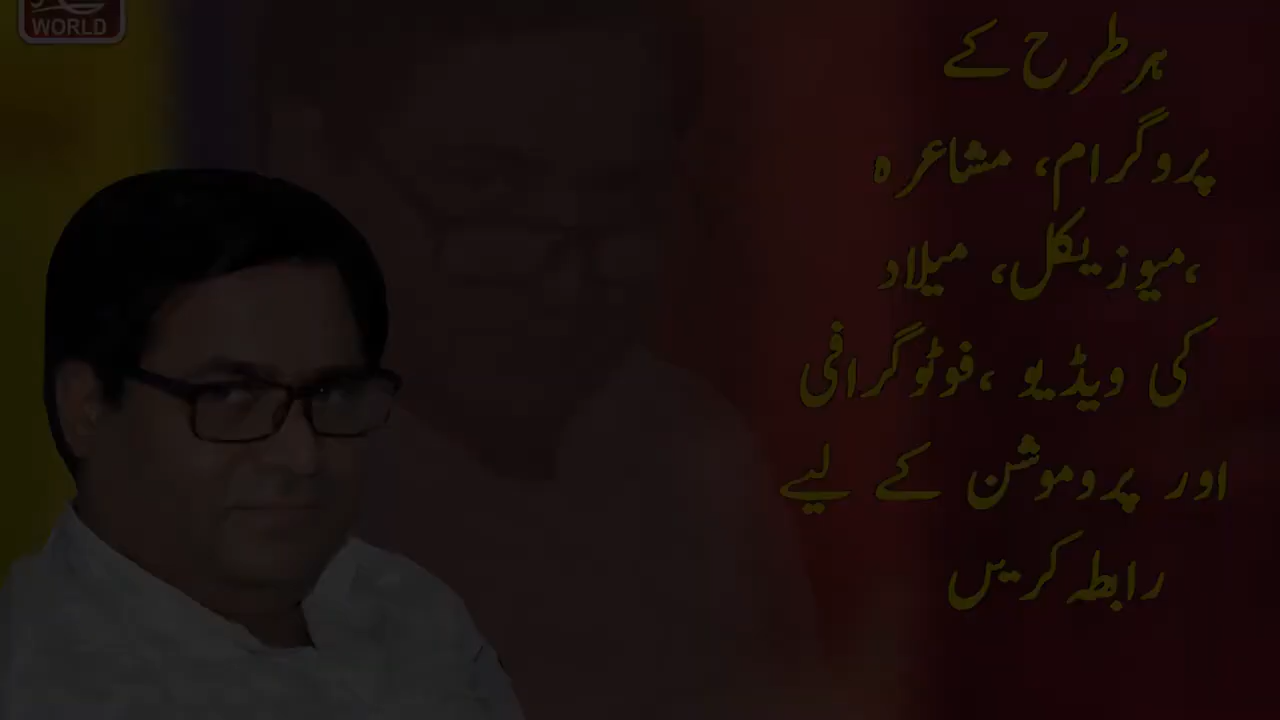 WORLD
ہر طرح کے
پروگرام، مشاعرہ
،میوزیکل، میلاد
کی ویڈیو ،فوٹوگرافی
اور پروموشن کے لیے
رابطہ کریں